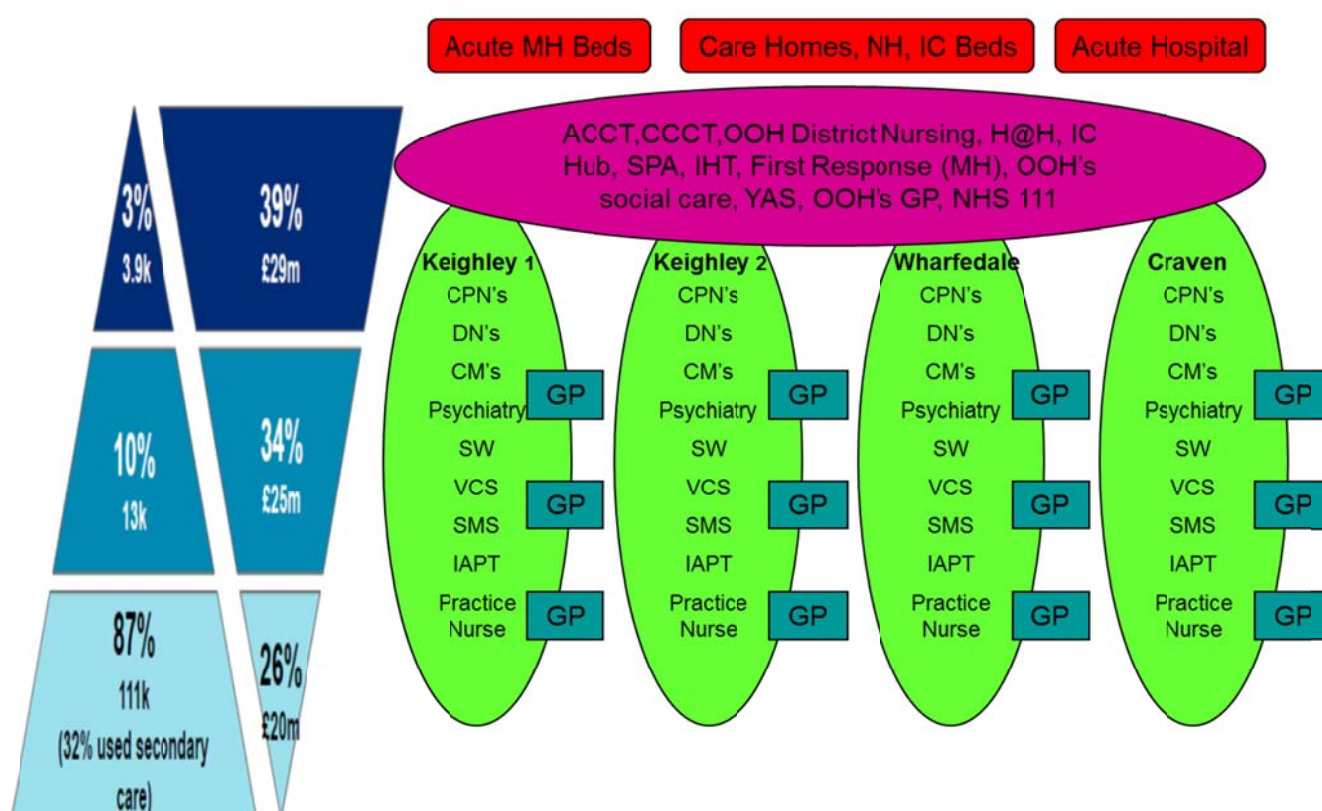 Acute MH Beds
Care Homes, NH, IC Beds
Acute Hospital
ACCT,CCCT,OOH District Nursing, H@H, IC
Hub, SPA, IHT, First Response (MH), OOH's
social care, YAS, OOH's GP, NHS 111
3%
3.9k
39%
£29m
10%
13k
34%
£25m
87%
111k
(32% used secondary
care)
26%
£20m
Keighley 1
CPN's
DN's
CM's
Psychiatry
SW
VCS
SMS
IAPT
Practice
Nurse
GP
GP
GP
Keighley 2
CPN's
DN's
CM's
Psychiatry
SW
VCS
SMS
IAPT
Practice
Nurse
GP
GP
GP
Wharfedale
CPN's
DN's
CM's
Psychiatry
SW
VCS
SMS
IAPT
Practice
Nurse
GP
GP
GP
Craven
CPN's
DN's
CM's
Psychiatry
SW
VCS
SMS
IAPT
Practice
Nurse
GP
GP
GP